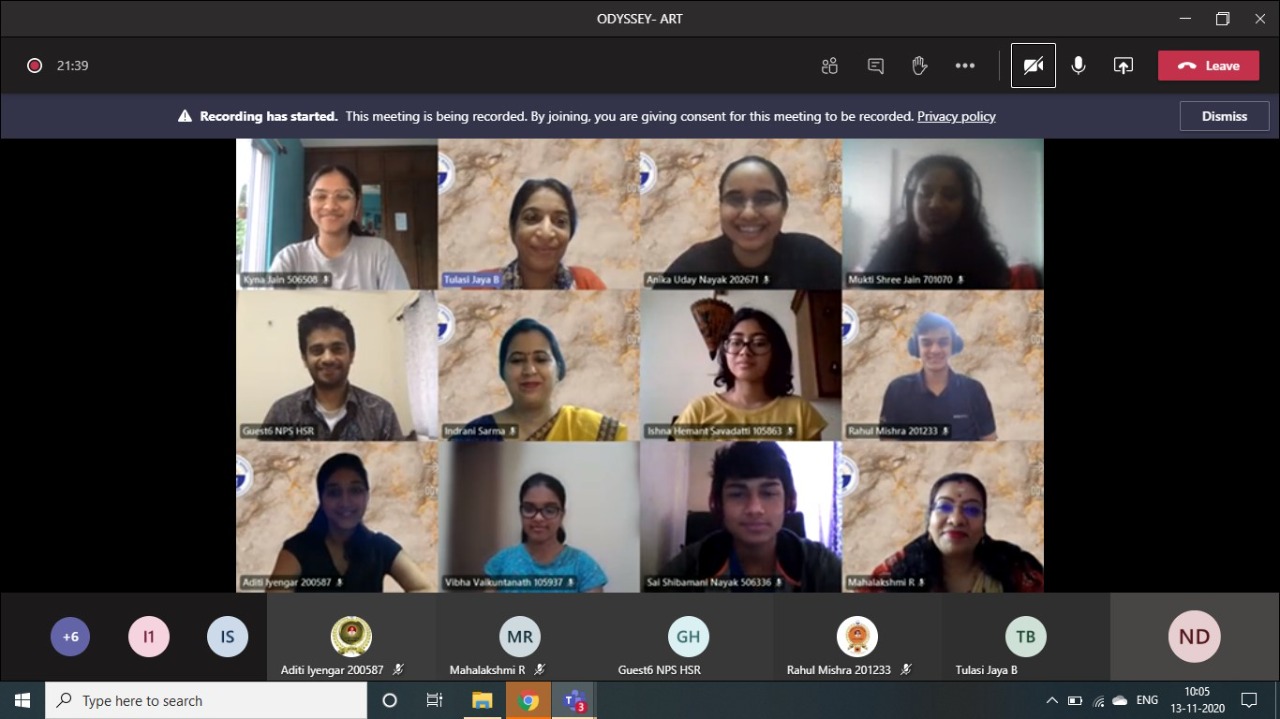 ODYSSEY- ART
21:39
Leave
Recording has started. This meeting is being recorded. By joining, you are giving consent for this meeting to be recorded. Privacy policy
Dismiss
Kyna Jain 506508
Tulasi Jaya B
Anika Uday Nayak 202671
Mukti Shree Jain 701070
Guest6 NPS HSR
Indrani Sarma
Ishna Hemant Savadatti 105863
Rahul Mishra 201233
Aditi Iyengar 200587
Vibha Vaikuntanath 105937
Sai Shibamani Nayak 506336
Mahalakshmi R
+6
I1
IS
MR
GH
TB
ND
Aditi Iyengar 200587
Mahalakshmi R
Guest6 NPS HSR
Rahul Mishra 201233
Tulasi Jaya B
Type here to search
T
3
ENG
10:05
13-11-2020